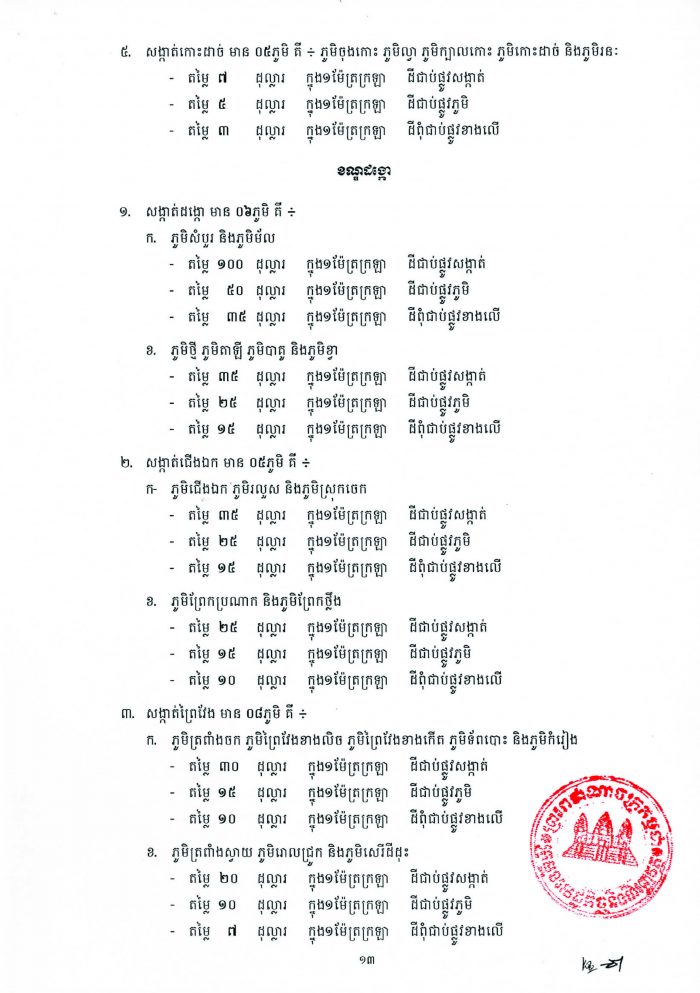 ៥. សង្កាត់កោះដាច់ មាន ០៥ភូមិ គឺ ÷ ភូមិចុងកោះ ភូមិល្វា ភូមិក្បាលកោះ ភូមិកោះដាច់ និងភូមិរនៈ
- តម្លៃ ៧ ដុល្លារ ក្នុង១ម៉ែត្រក្រឡា ដីជាប់ផ្លូវសង្កាត់
- តម្លៃ ៥ ដុល្លារ ក្នុង១ម៉ែត្រក្រឡា ដីជាប់ផ្លូវភូមិ
- តម្លៃ ៣ ដុល្លារ ក្នុង១ម៉ែត្រក្រឡា ដីពុំជាប់ផ្លូវខាងលើ
ខណ្ឌដង្កោ
១. សង្កាត់ដង្កោ មាន ០៦ភូមិ គឺ ÷
ក. ភូមិសំបូរ និងភូមិម័ល
- តម្លៃ ១០០ ដុល្លារ ក្នុង១ម៉ែត្រក្រឡា ដីជាប់ផ្លូវសង្កាត់
- តម្លៃ ៥០ ដុល្លារ ក្នុង១ម៉ែត្រក្រឡា ដីជាប់ផ្លូវភូមិ
- តម្លៃ ៣៥ ដុល្លារ ក្នុង១ម៉ែត្រក្រឡា ដីពុំជាប់ផ្លូវខាងលើ
ខ. ភូមិថ្មី ភូមិតាឡី ភូមិបាគូ និងភូមិខ្វា
- តម្លៃ ៣៥ ដុល្លារ ក្នុង១ម៉ែត្រក្រឡា ដីជាប់ផ្លូវសង្កាត់
- តម្លៃ ២៥ ដុល្លារ ក្នុង១ម៉ែត្រក្រឡា ដីជាប់ផ្លូវភូមិ
- តម្លៃ ១៥ ដុល្លារ ក្នុង១ម៉ែត្រក្រឡា ដីពុំជាប់ផ្លូវខាងលើ
២. សង្កាត់ជើងឯក មាន ០៥ភូមិ គឺ ÷
ក- ភូមិជើងឯក ភូមិរលួស និងភូមិស្រុកចេក
- តម្លៃ ៣៥ ដុល្លារ ក្នុង១ម៉ែត្រក្រឡា ដីជាប់ផ្លូវសង្កាត់
- តម្លៃ ២៥ ដុល្លារ ក្នុង១ម៉ែត្រក្រឡា ដីជាប់ផ្លូវភូមិ
- តម្លៃ ១៥ ដុល្លារ ក្នុង១ម៉ែត្រក្រឡា ដីពុំជាប់ផ្លូវខាងលើ
ខ. ភូមិព្រែកប្រណាក និងភូមិព្រែកថ្លឹង
- តម្លៃ ២៥ ដុល្លារ ក្នុង១ម៉ែត្រក្រឡា ដីជាប់ផ្លូវសង្កាត់
- តម្លៃ ១៥ ដុល្លារ ក្នុង១ម៉ែត្រក្រឡា ដីជាប់ផ្លូវភូមិ
- តម្លៃ ១០ ដុល្លារ ក្នុង១ម៉ែត្រក្រឡា ដីពុំជាប់ផ្លូវខាងលើ
៣. សង្កាត់ព្រៃវែង មាន ០៨ភូមិ គឺ ÷
ក. ភូមិត្រពាំងចក ភូមិព្រៃវែងខាងលិច ភូមិព្រៃវែងខាងកើត ភូមិទ័ពបោះ និងភូមិកំរៀង
- តម្លៃ ៣០ ដុល្លារ ក្នុង១ម៉ែត្រក្រឡា ដីជាប់ផ្លូវសង្កាត់
- តម្លៃ ១៥ ដុល្លារ ក្នុង១ម៉ែត្រក្រឡា ដីជាប់ផ្លូវភូមិ
- តម្លៃ ១០ ដុល្លារ ក្នុង១ម៉ែត្រក្រឡា ដីពុំជាប់ផ្លូវខាងលើ
ខ. ភូមិត្រពាំងស្វាយ ភូមិរោលជ្រូក និងភូមិសេរីដីដុះ
- តម្លៃ ២០ ដុល្លារ ក្នុង១ម៉ែត្រក្រឡា ដីជាប់ផ្លូវសង្កាត់
- តម្លៃ ១០ ដុល្លារ ក្នុង១ម៉ែត្រក្រឡា ដីជាប់ផ្លូវភូមិ
- តម្លៃ ៧ ដុល្លារ ក្នុង១ម៉ែត្រក្រឡា ដីពុំជាប់ផ្លូវខាងលើ
១៣